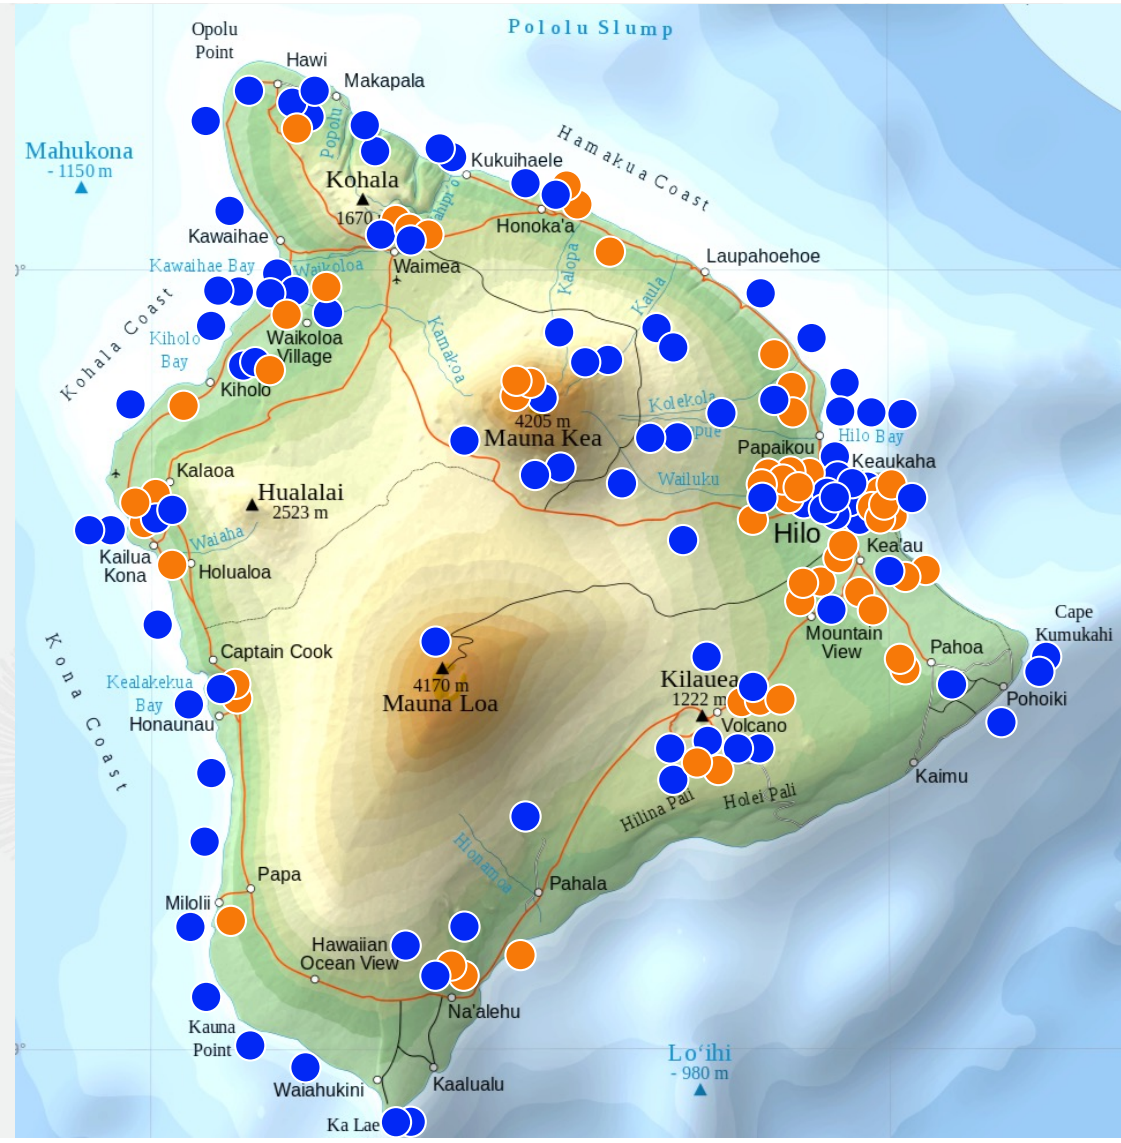 Opolu
Point
Pololu Slump
Hawi
Makapala
Mahukona
- 1150 m
Popolu
Hamakua Coast
Kukuihaele
Kohala
1670
Honoka'a
Kawaihae
Kawaihae Bay
Waikoloa
Waimea
Kalopa
Laupahoehoe
Kaula
Kohala Coast
Kiholo
Bay
Waikoloa
Village
Kamakoa
Kiholo
Kolekola
4205 m
Mauna Kea
Papaikou
Hilo Bay
Keaukaha
Kalaoa
Wailuku
Hualalai
2523 m
Hilo
Waiaha
Kailua
Kona
Holualoa
Kea'au
Cape
Kumukahi
Kona Coast
Mountain
View
Pahoa
Captain Cook
Kealakekua
Bay
Honaunau
4170 m
Mauna Loa
Kilauea
1222 m
Volcano
Pohoiki
Kaimu
Hilina Pali
Holei Pali
Hionamoa
Papa
Pahala
Milolii
Hawaiian
Ocean View
Na'alehu
Kauna
Point
Loʻihi
- 980 m
Waiahukini
Kaalualu
Ka Lae